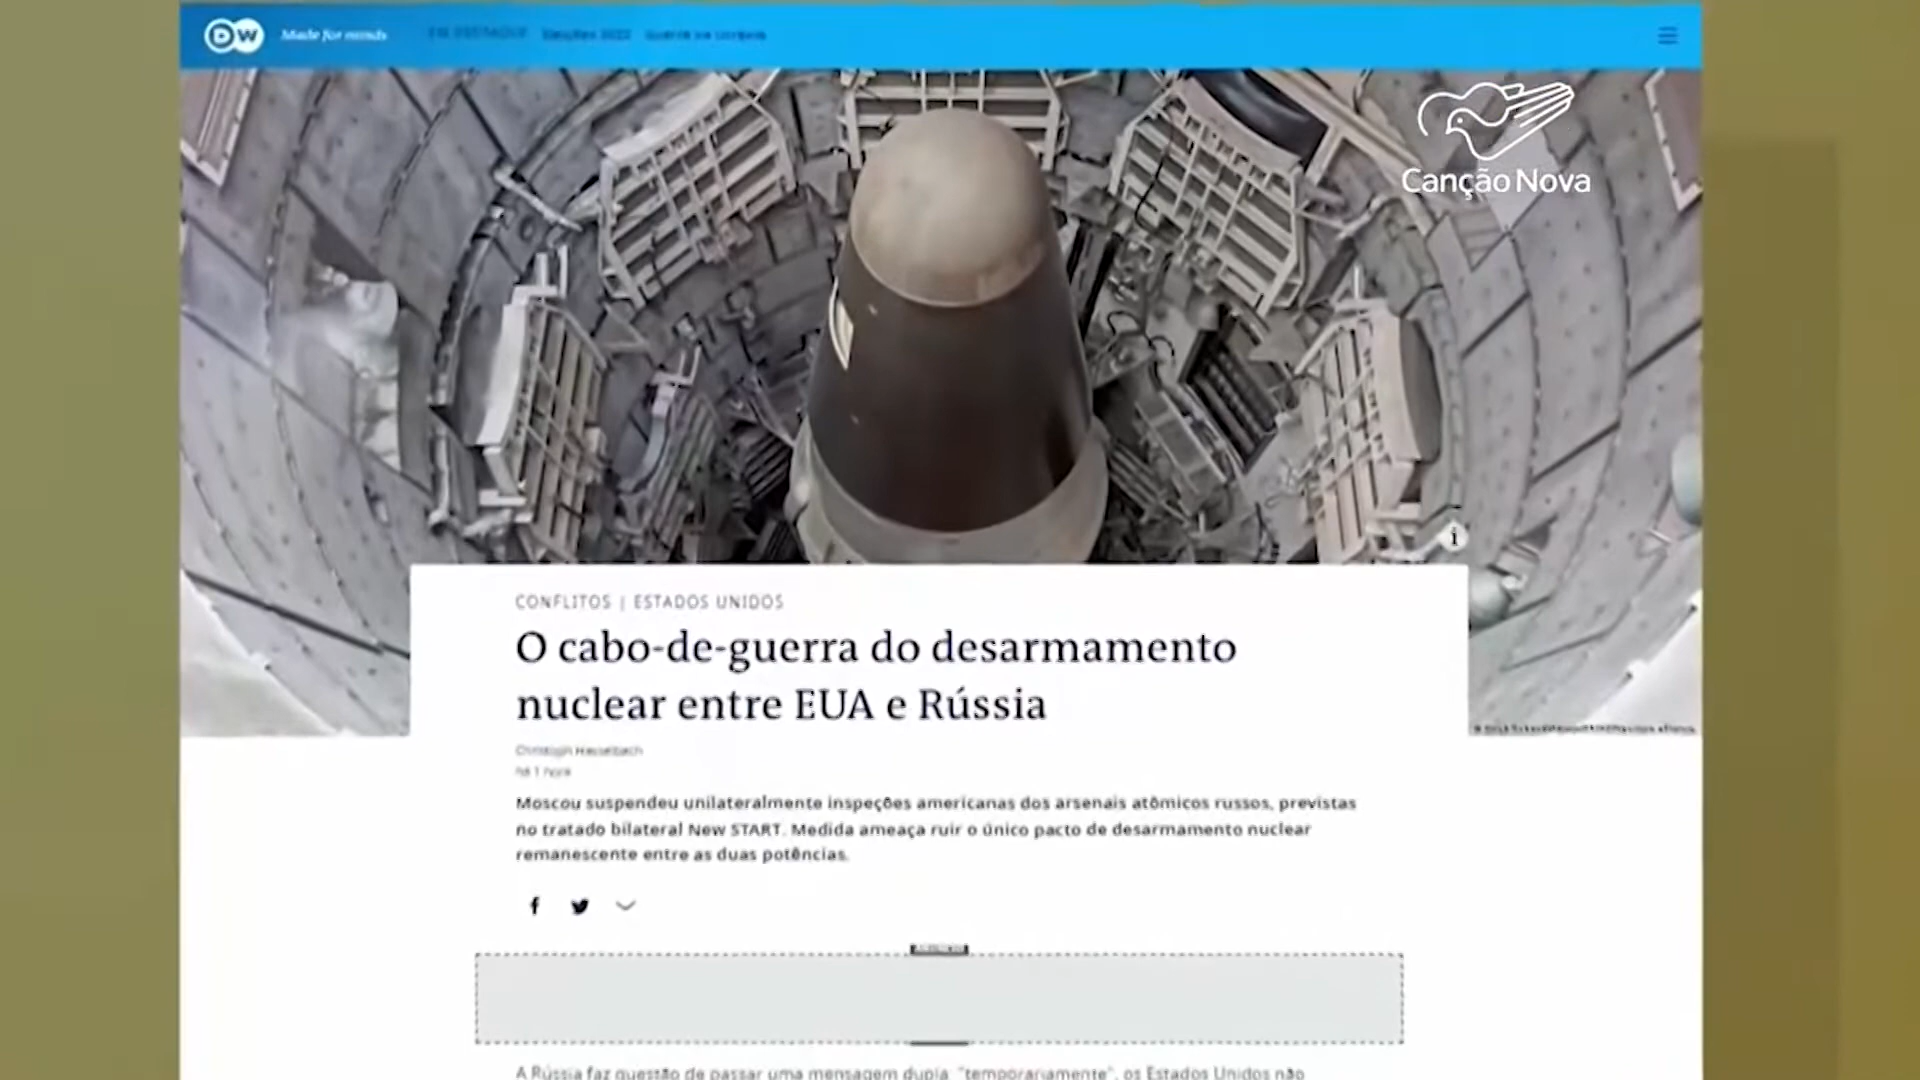 DW Made for minds EM DESTAQUE Eleições 2022 Guerra na Ucrânia
Canção Nova
i
CONFLITOS | ESTADOS UNIDOS
O cabo-de-guerra do desarmamento
nuclear entre EUA e Rússia
Christoph Hasselbach
há 1 hora
Moscou suspendeu unilateralmente inspeções americanas dos arsenais atômicos russos, previstas
no tratado bilateral New START. Medida ameaça ruir o único pacto de desarmamento nuclear
remanescente entre as duas potências.
A Rússia faz questão de passar uma mensagem dupla. "temporariamente", os Estados Unidos não